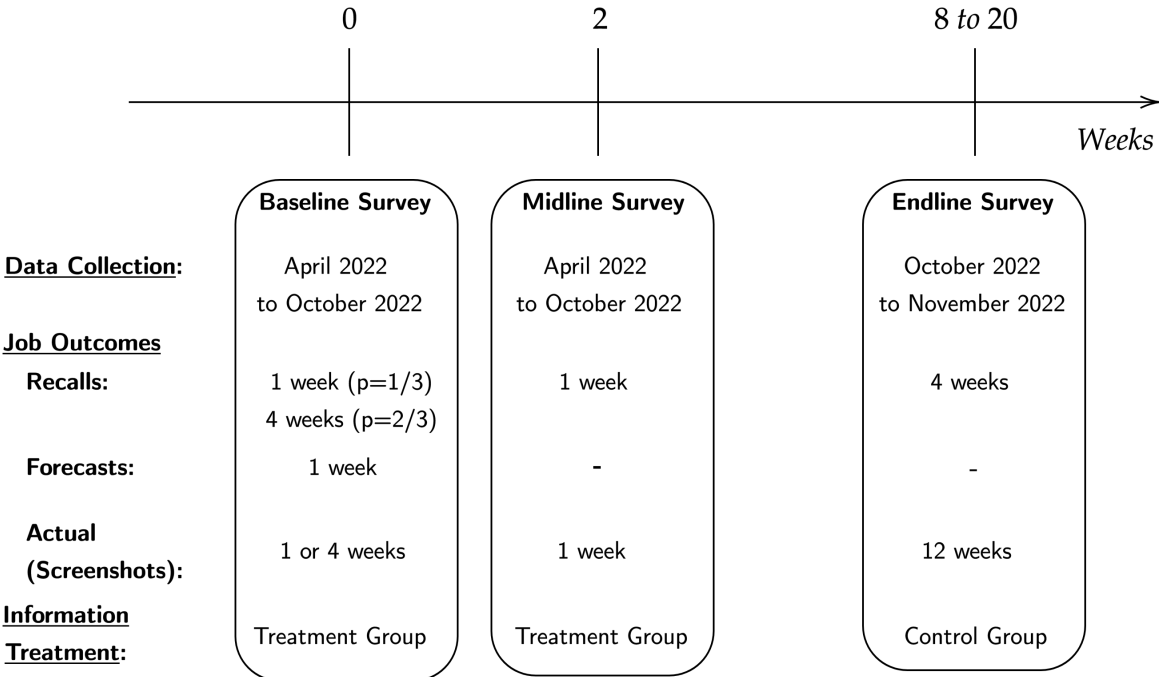 0 2 8 to 20
Weeks
Baseline Survey Midline Survey Endline Survey
Data Collection: April 2022 April 2022 October 2022
to October 2022 to October 2022 to November 2022
Job Outcomes
Recalls: 1 week (p=1/3) 1 week 4 weeks
4 weeks (p=2/3)
Forecasts: 1 week - -
Actual
(Screenshots): 1 or 4 weeks 1 week 12 weeks
Information
Treatment: Treatment Group Treatment Group Control Group